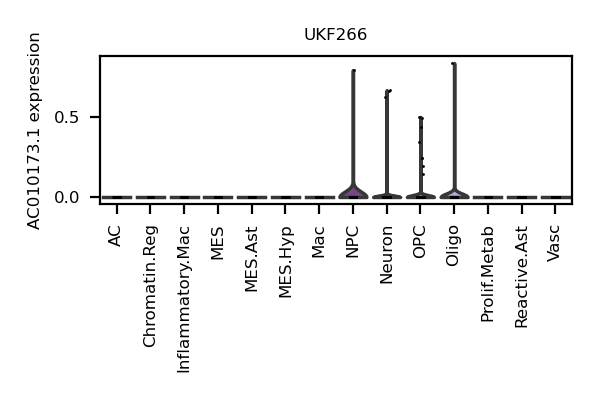 UKF266
AC010173.1 expression
0.5
0.0
AC
Chromatin.Reg
Inflammatory.Mac
MES
MES.Ast
MES.Hyp
Mac
NPC
Neuron
OPC
Oligo
Prolif.Metab
Reactive.Ast
Vasc